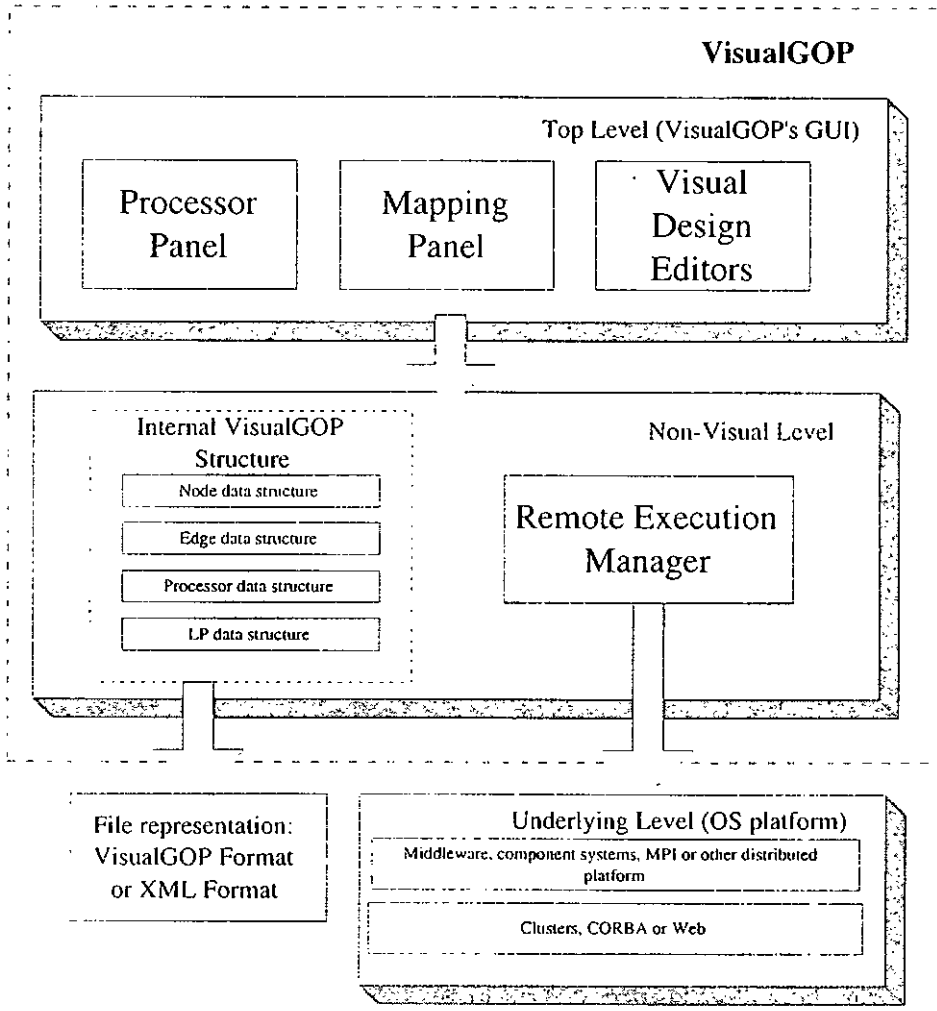 VisualGOP
Top Level (VisualGOP's GUI)
Processor
Panel
Mapping
Panel
Visual
Design
Editors
Internal VisualGOP
Structure
Node data structure
Edge data structure
Processor data structure
LP data structure
Non-Visual Level
Remote Execution
Manager
File representation:
VisualGOP Format
or XML Format
Underlying Level (OS platform)
Middleware, component systems, MPI or other distributed
platform
Clusters, CORBA or Web